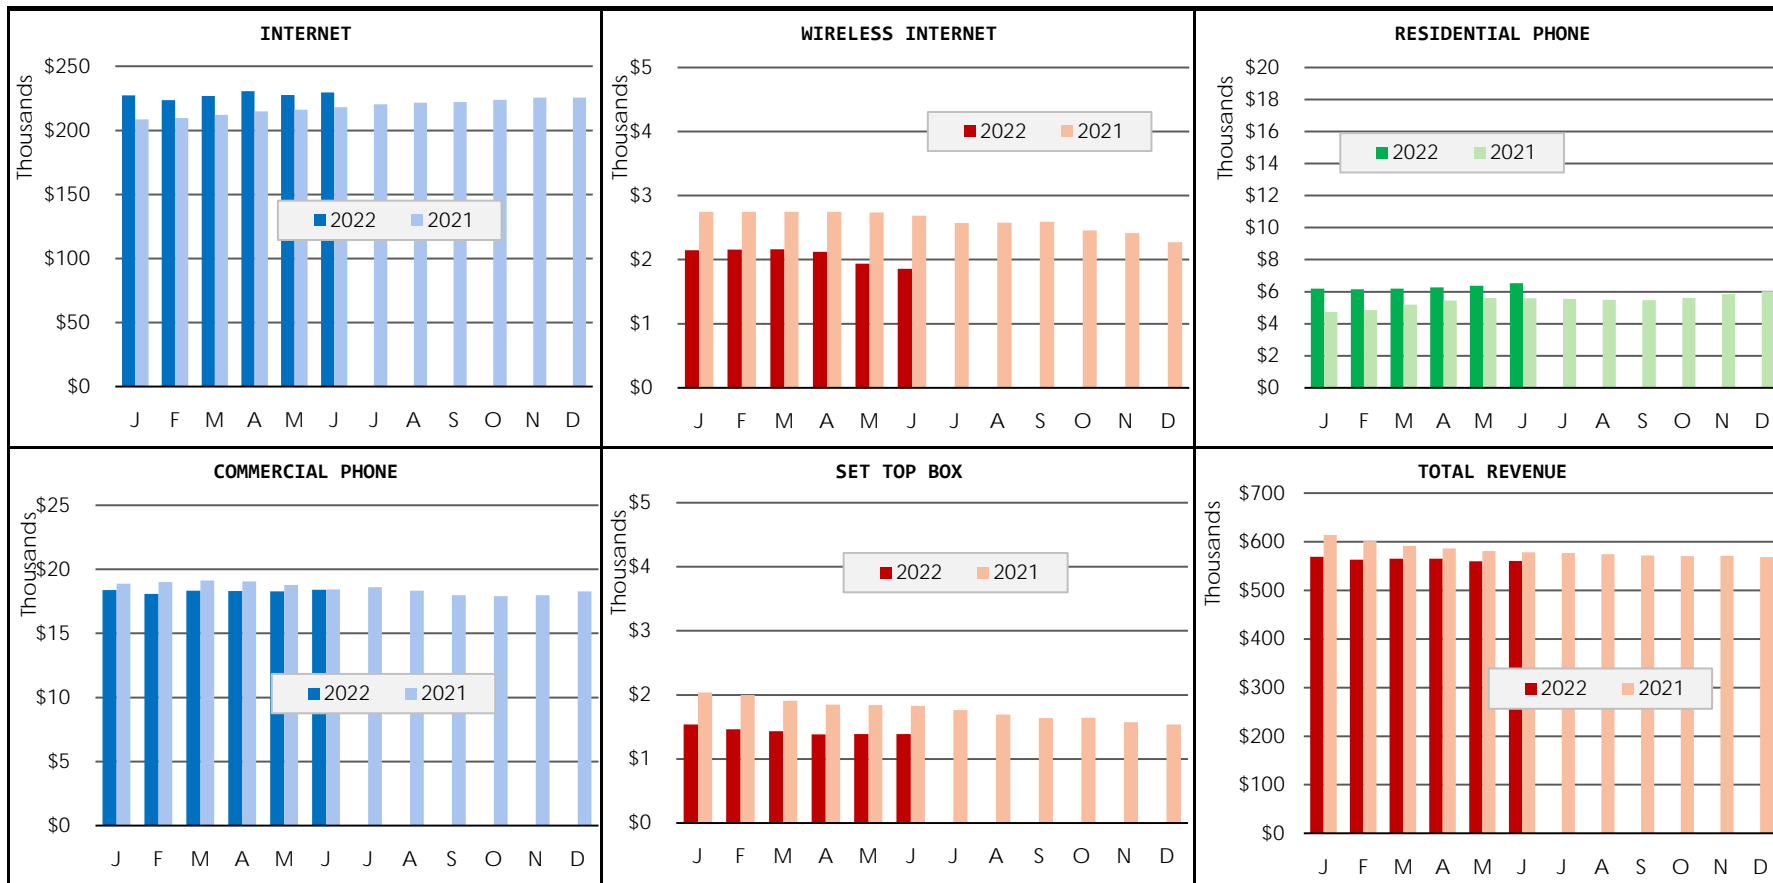 INTERNET
Thousands
$250
$200
$150
$100
$50
$0
2022 2021
J F M A M J J A S O N D
WIRELESS INTERNET
Thousands
$5
$4
$3
$2
$1
$0
2022 2021
J F M A M J J A S O N D
RESIDENTIAL PHONE
Thousands
$20
$18
$16
$14
$12
$10
$8
$6
$4
$2
$0
2022 2021
J F M A M J J A S O N D
COMMERCIAL PHONE
Thousands
$25
$20
$15
$10
$5
$0
2022 2021
J F M A M J J A S O N D
SET TOP BOX
Thousands
$5
$4
$3
$2
$1
$0
2022 2021
J F M A M J J A S O N D
TOTAL REVENUE
Thousands
$700
$600
$500
$400
$300
$200
$100
$0
2022 2021
J F M A M J J A S O N D